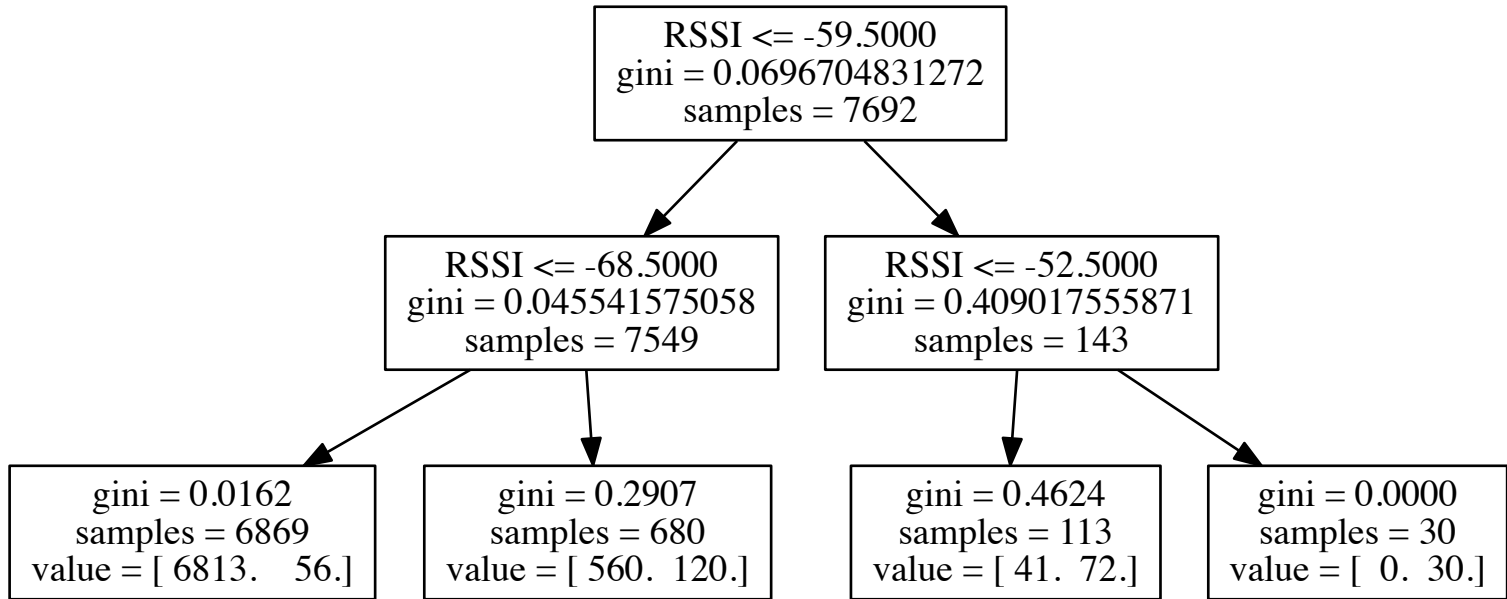 RSSI <= -59.5000
gini = 0.0696704831272
samples = 7692
RSSI <= -68.5000
gini = 0.045541575058
samples = 7549
RSSI <= -52.5000
gini = 0.409017555871
samples = 143
gini = 0.0162
samples = 6869
value = [ 6813.    56.]
gini = 0.2907
samples = 680
value = [ 560.  120.]
gini = 0.4624
samples = 113
value = [ 41.  72.]
gini = 0.0000
samples = 30
value = [  0.  30.]